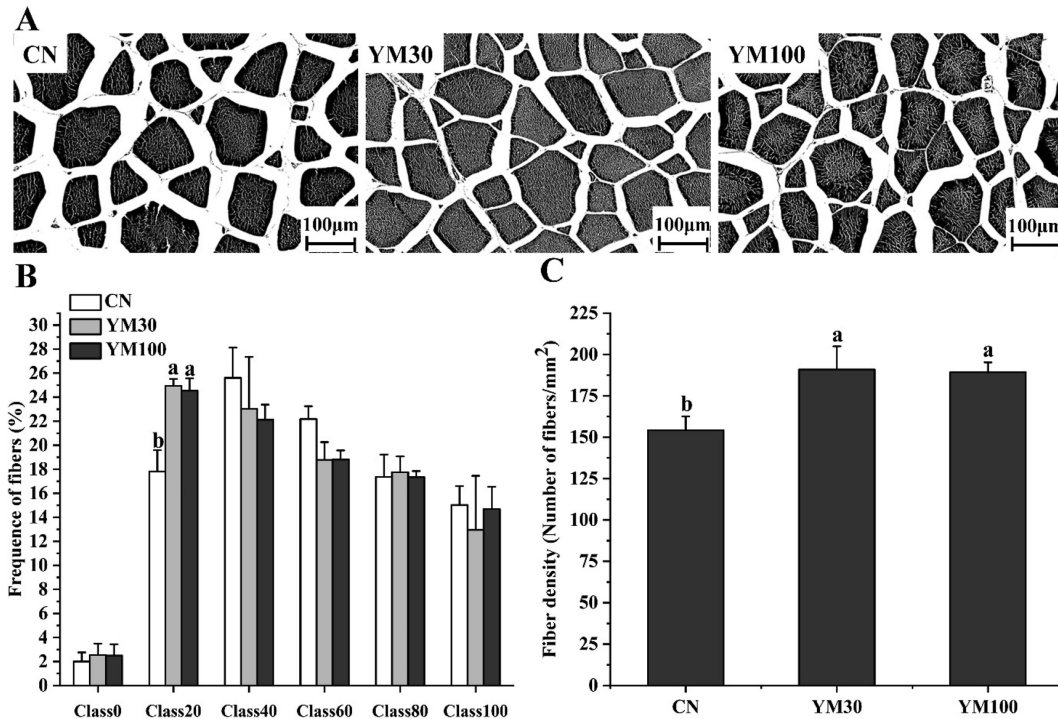 A
CN
YM30
YM100
100μm
100μm
100μm
B
CN
YM30
YM100
Frequence of fibers (%)
30
28
26
24
22
20
18
16
14
12
10
8
6
4
2
0
b
a
a
Class0
Class20
Class40
Class60
Class80
Class100
C
Fiber density (Number of fibers/mm²)
225
200
175
150
125
100
75
50
25
0
b
a
a
CN
YM30
YM100